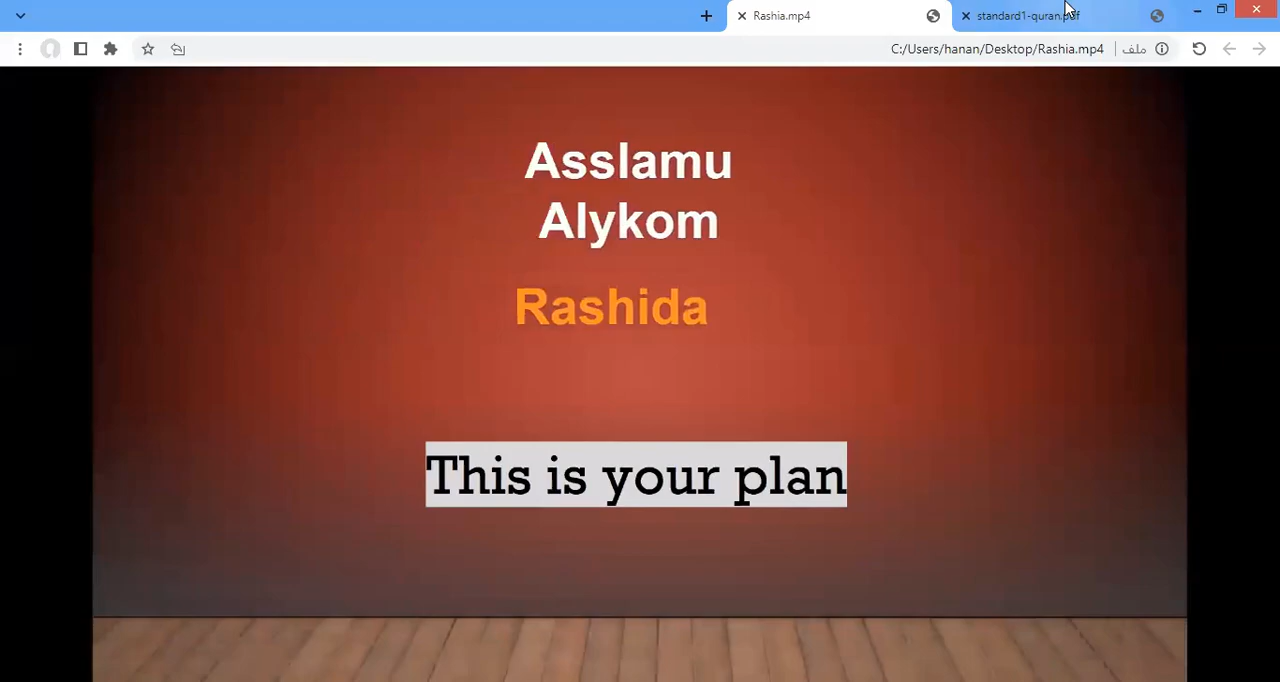 Rashia.mp4
standard1-quran.pdf
C:/Users/hanan/Desktop/Rashia.mp4
ملف
Asslamu
Alykom
Rashida
This is your plan